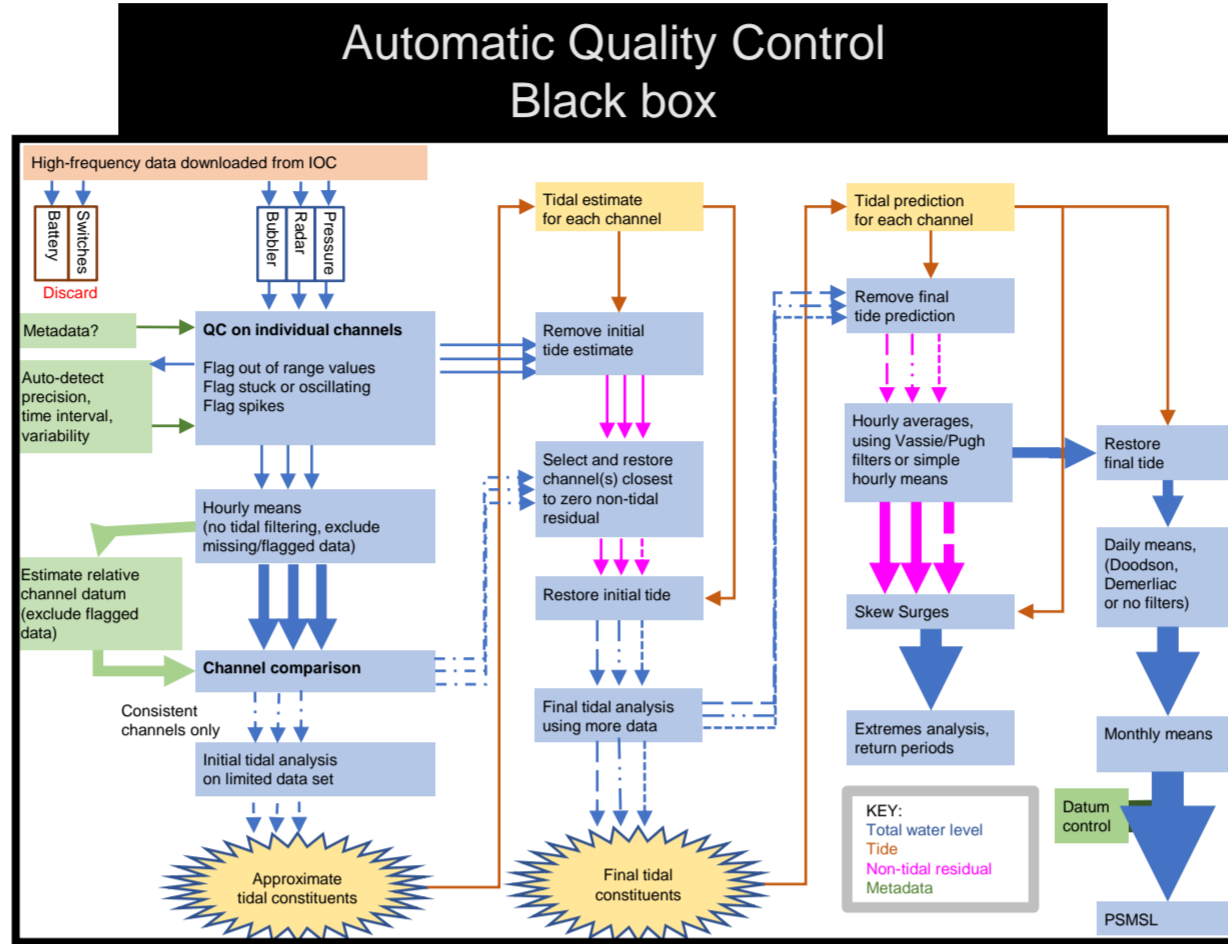 Automatic Quality Control
Black box
High-frequency data downloaded from IOC
Battery
Switches
Discard
Bubbler
Radar
Pressure
Metadata?
Auto-detect
precision,
time interval,
variability
QC on individual channels
Flag out of range values
Flag stuck or oscillating
Flag spikes
Hourly means
(no tidal filtering, exclude
missing/flagged data)
Estimate relative
channel datum
(exclude flagged
data)
Channel comparison
Consistent
channels only
Initial tidal analysis
on limited data set
Approximate
tidal constituents
Tidal estimate
for each channel
Remove initial
tide estimate
Select and restore
channel(s) closest
to zero non-tidal
residual
Restore initial tide
Final tidal analysis
using more data
Final tidal
constituents
Tidal prediction
for each channel
Remove final
tide prediction
Hourly averages,
using Vassie/Pugh
filters or simple
hourly means
Skew Surges
Extremes analysis,
return periods
Restore
final tide
Daily means,
(Doodson,
Demerliac
or no filters)
Monthly means
Datum
control
PSMSL
KEY:
Total water level
Tide
Non-tidal residual
Metadata